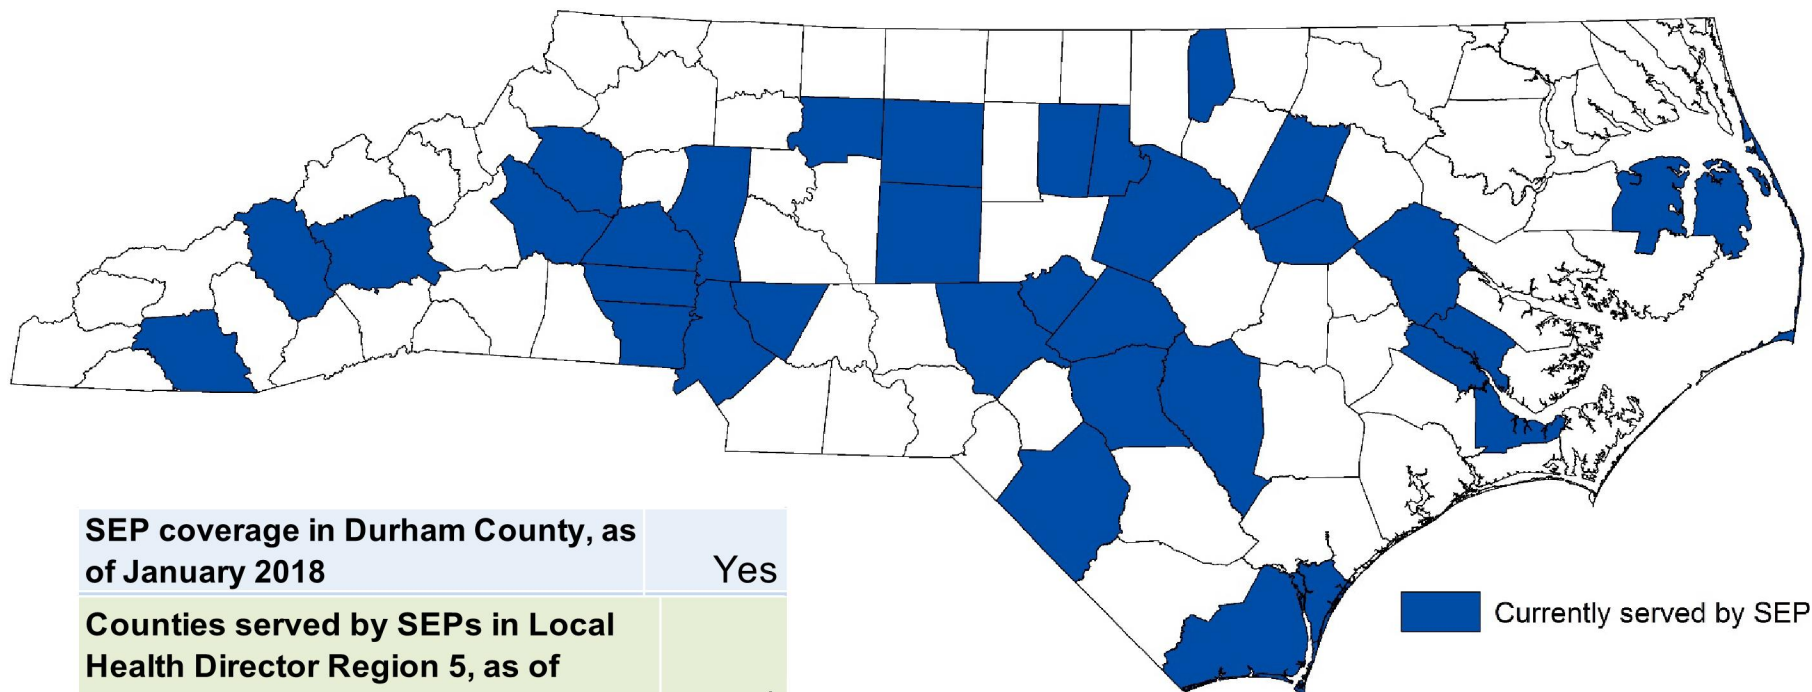 SEP coverage in Durham County, as
of January 2018
Yes
Counties served by SEPs in Local
Health Director Region 5, as of
Currently served by SEP